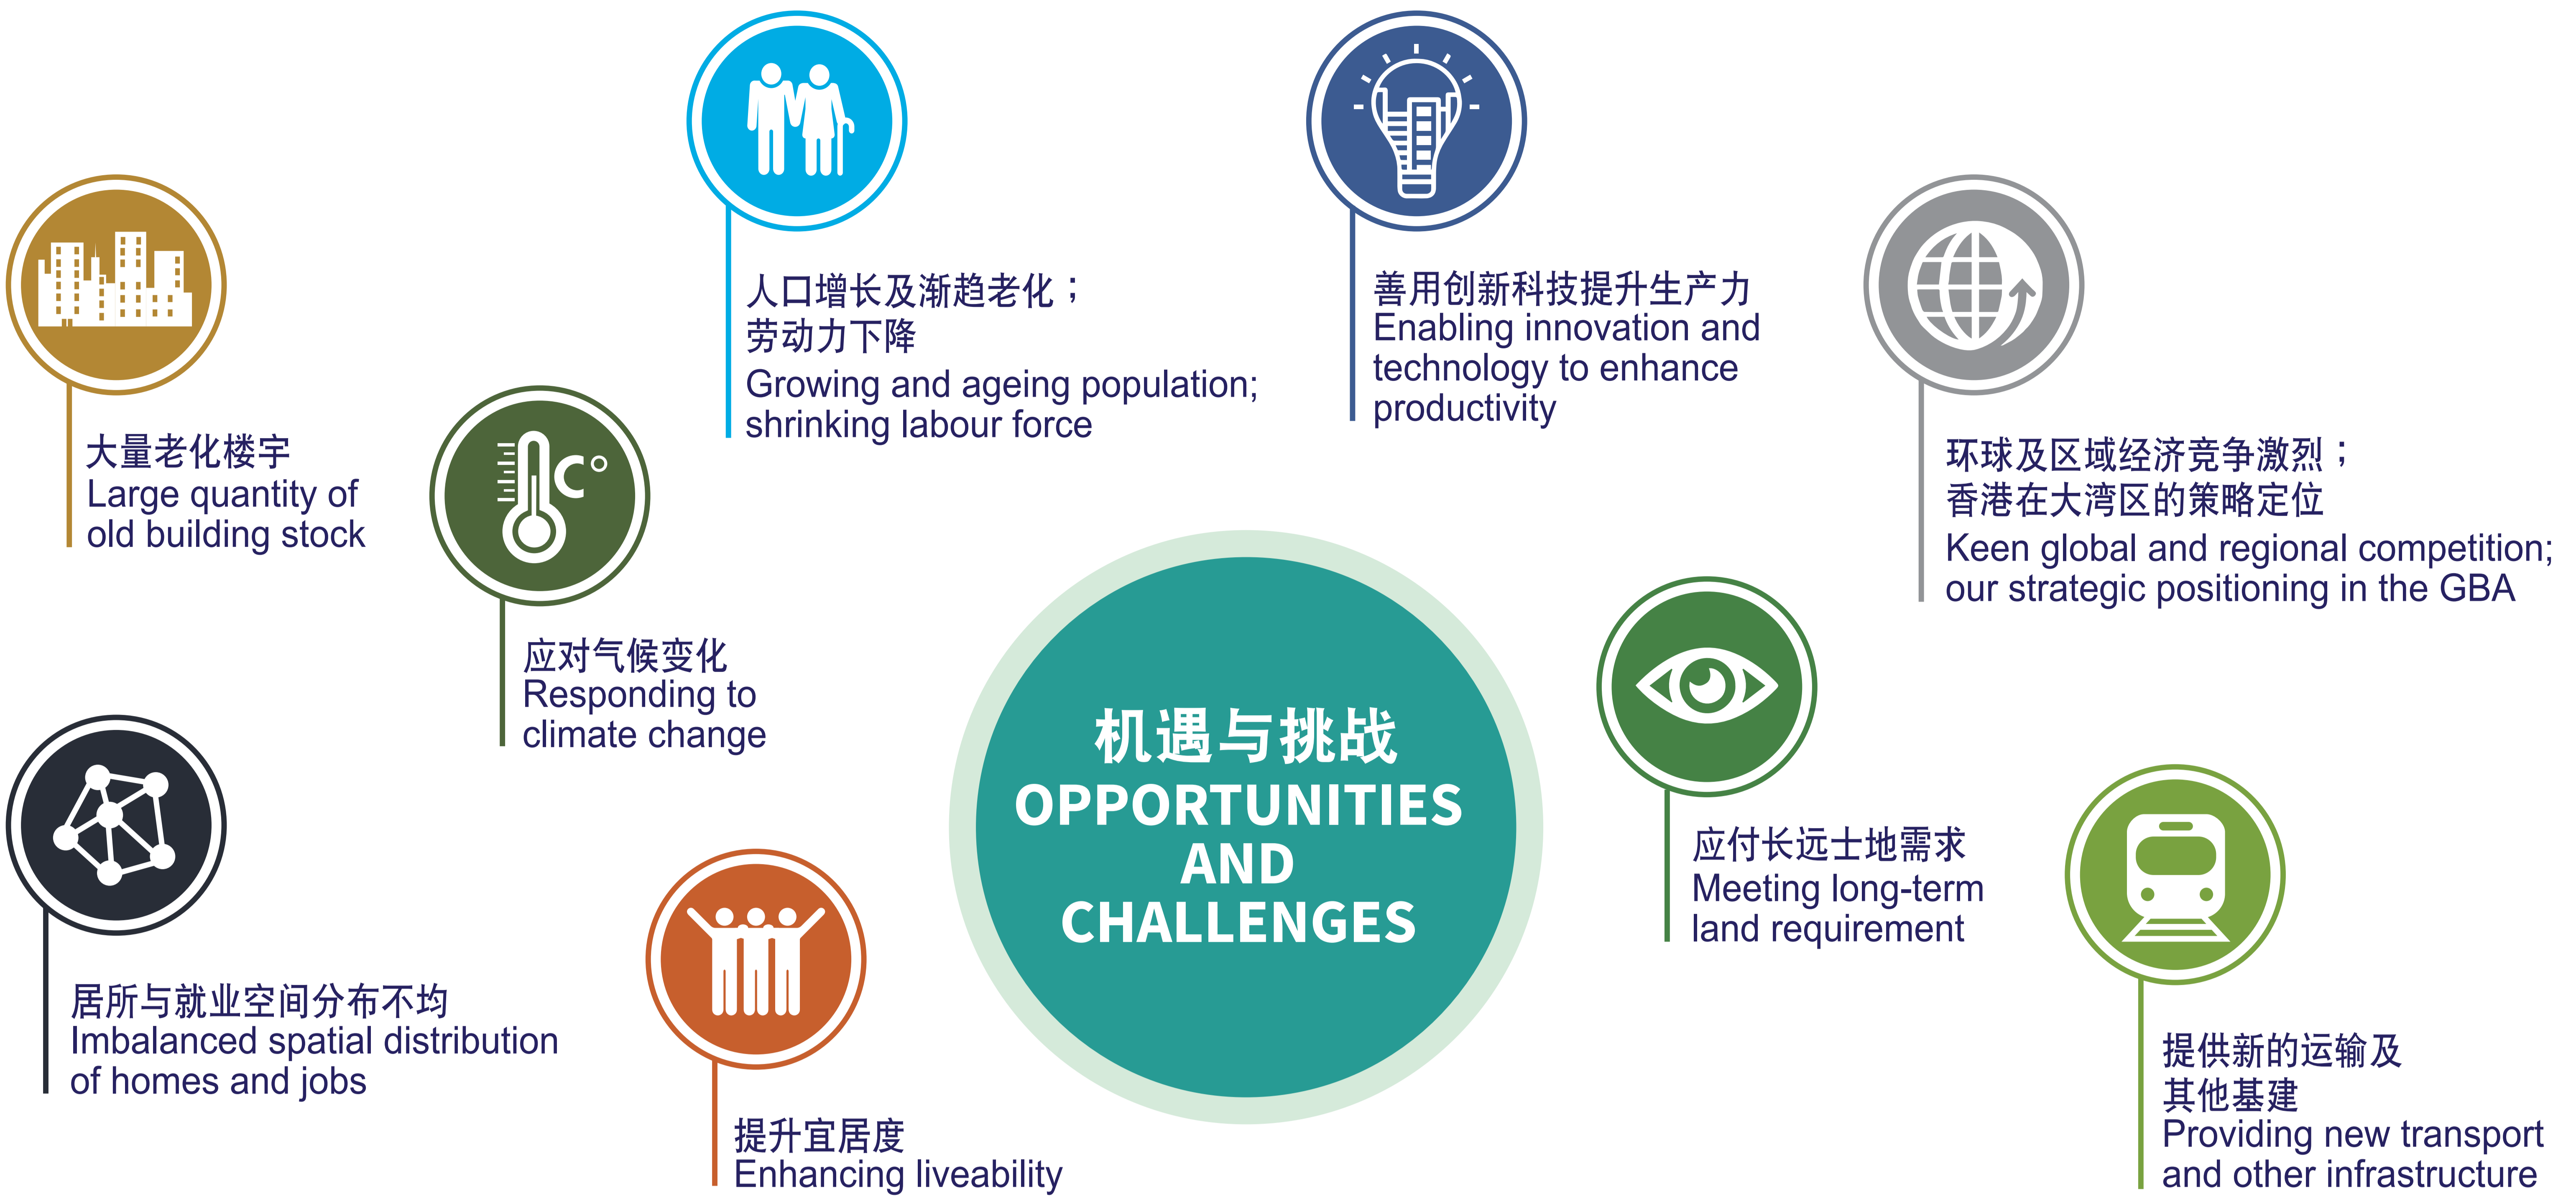 人口增长及渐趋老化；
劳动力下降
Growing and ageing population;
shrinking labour force
善用创新科技提升生产力
Enabling innovation and
technology to enhance
productivity
大量老化楼宇
Large quantity of
old building stock
C°
应对气候变化
Responding to
climate change
环球及区域经济竞争激烈；
香港在大湾区的策略定位
Keen global and regional competition;
our strategic positioning in the GBA
机遇与挑战
OPPORTUNITIES
AND
CHALLENGES
应付长远士地需求
Meeting long-term
land requirement
居所与就业空间分布不均
Imbalanced spatial distribution
of homes and jobs
提升宜居度
Enhancing liveability
提供新的运输及
其他基建
Providing new transport
and other infrastructure